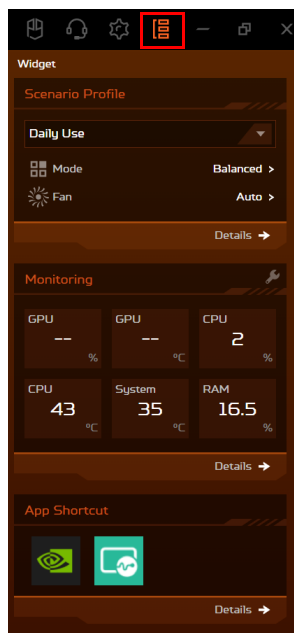 Widget
Scenario Profile
Daily Use
Mode Balanced >
Fan Auto >
Details →
Monitoring
GPU GPU CPU
-- -- 2
% °C %
CPU System RAM
43 35 16.5
°C °C %
Details →
App Shortcut
Details →